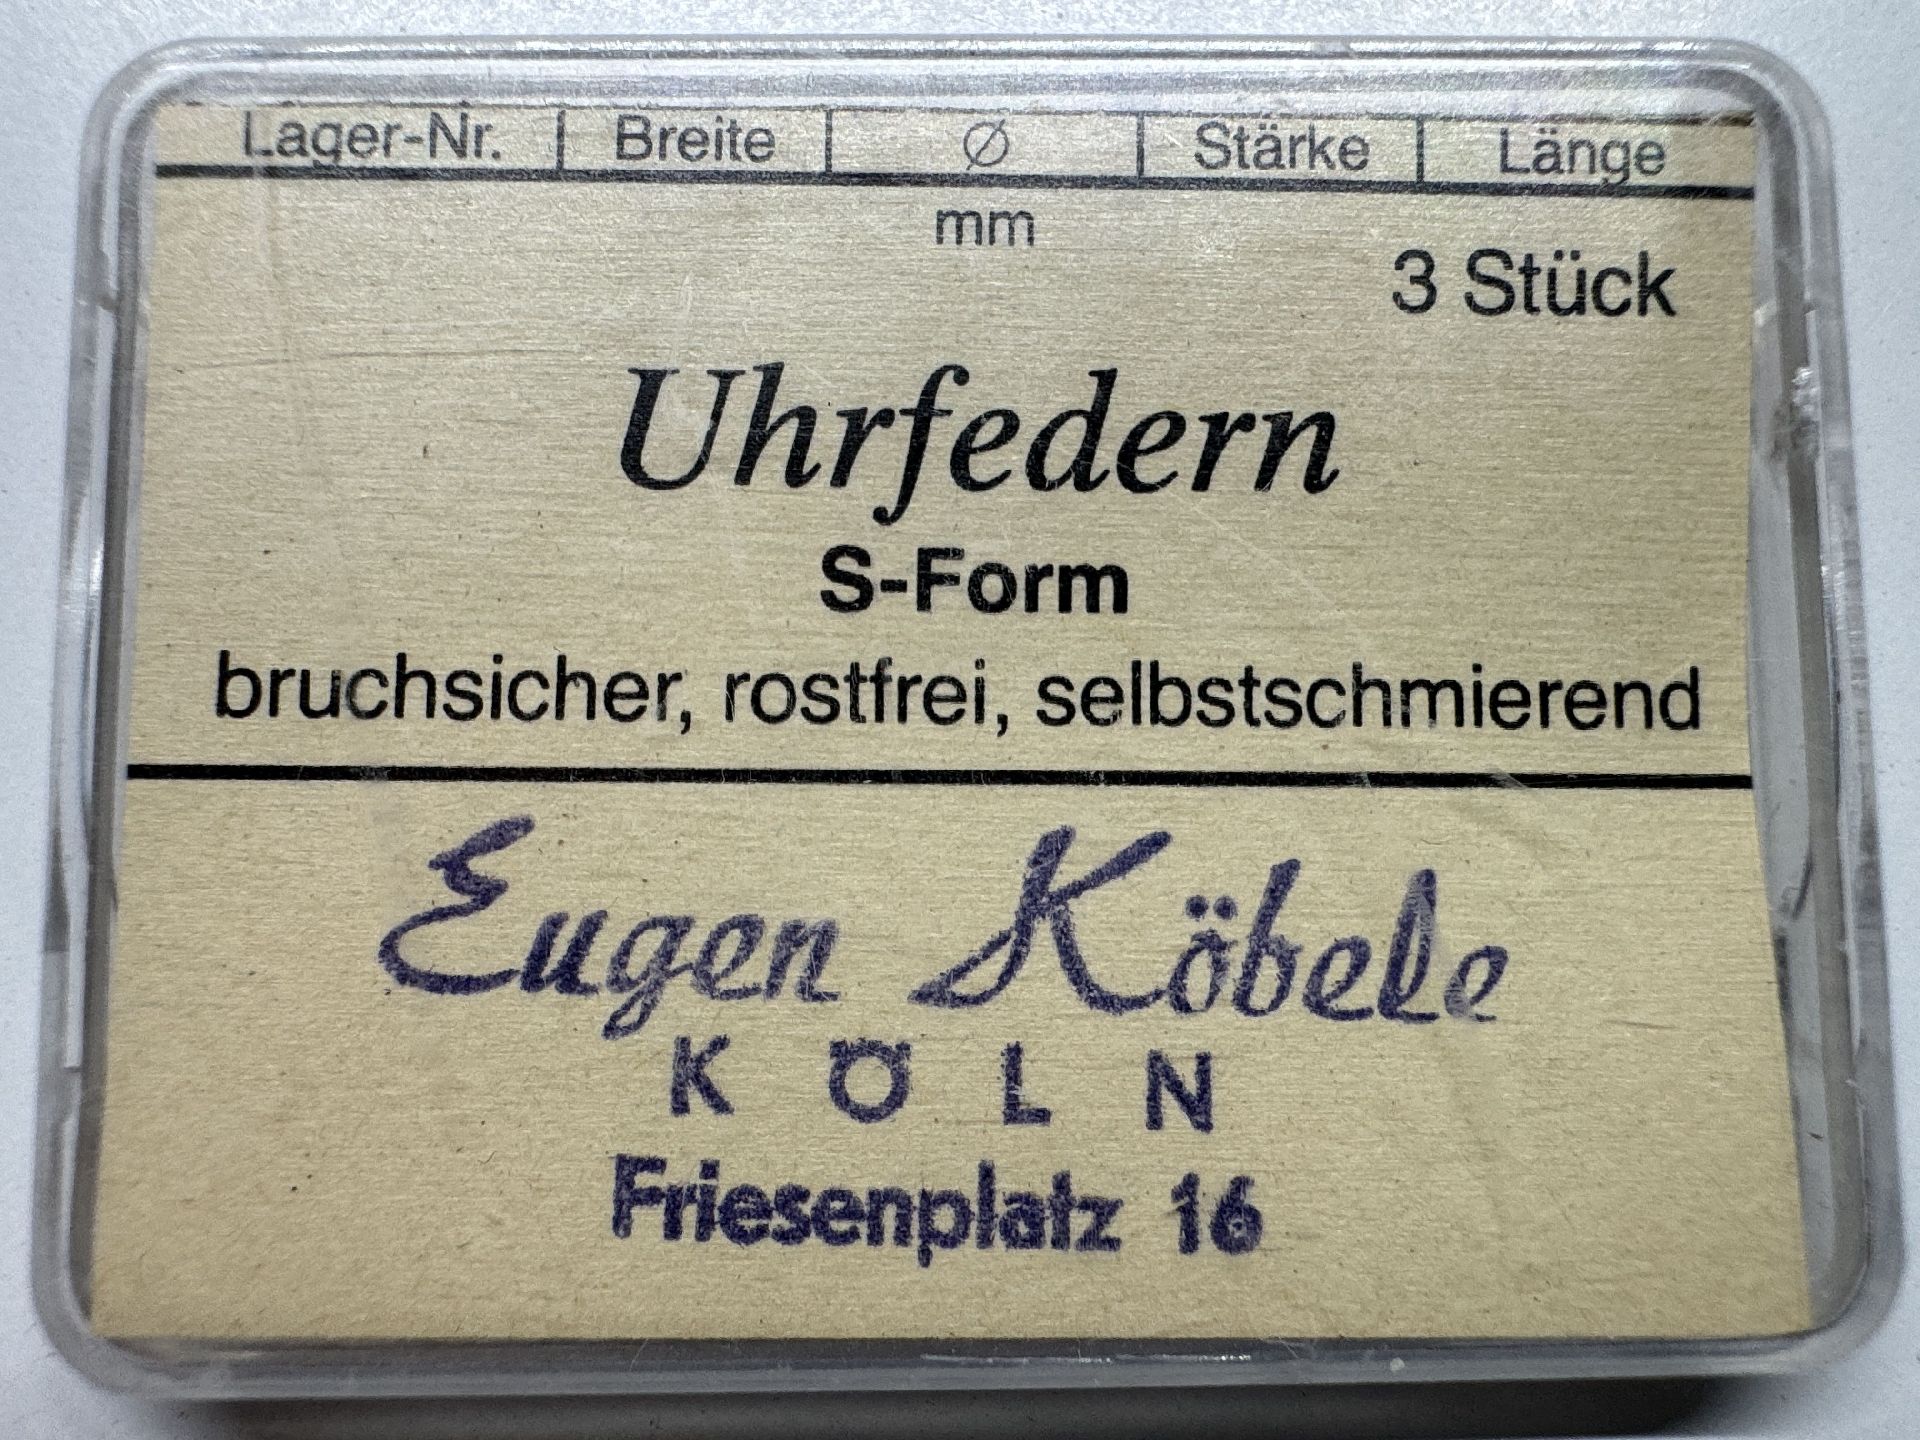 Lager-Nr. Breite Ø Stärke Länge
mm
3 Stück
Uhrfedern
S-Form
bruchsicher, rostfrei, selbstschmierend
Eugen Köbele
KÖLN
Friesenplatz 16